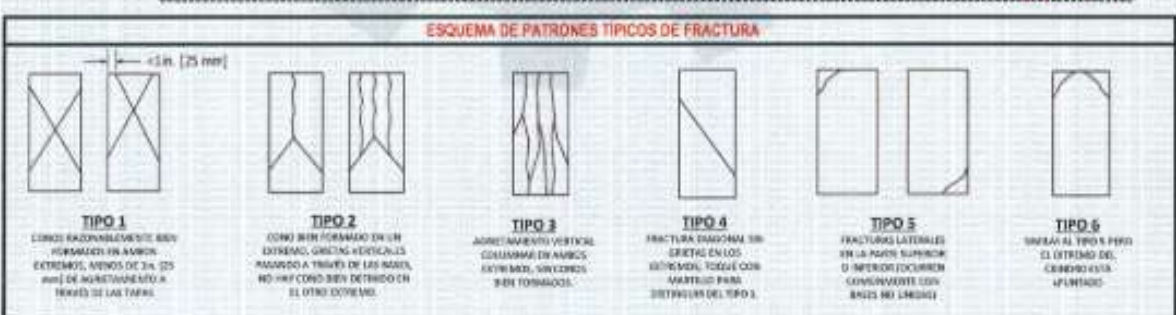 ESQUEMA DE PATRONES TÍPICOS DE FRACTURA
<1in. [25 mm]
TIPO 1
CONOS RAZONABLEMENTE BIEN
FORMADOS EN AMBOS
EXTREMOS, MENOS DE 1in. [25
mm] DE AGRIETAMIENTO A
TRAVÉS DE LAS TAPAS
TIPO 2
CONO BIEN FORMADO EN UN
EXTREMO, GRIETAS VERTICALES
PASANDO A TRAVÉS DE LAS BASES,
NO HAY CONO BIEN DEFINIDO EN
EL OTRO EXTREMO.
TIPO 3
AGRIETAMIENTO VERTICAL
COLUMNAR EN AMBOS
EXTREMOS, SIN CONOS
BIEN FORMADOS.
TIPO 4
FRACTURA DIAGONAL SIN
GRIETAS EN LOS
EXTREMOS, TOQUE CON
MARTILLO PARA
DISTINGUIR DEL TIPO 1.
TIPO 5
FRACTURAS LATERALES
EN LA PARTE SUPERIOR
O INFERIOR (OCURREN
COMÚNMENTE CON
BASES NO UNIDAS)
TIPO 6
SIMILAR AL TIPO 5 PERO
EL EXTREMO DEL
CILINDRO ESTÁ
APUNTADO